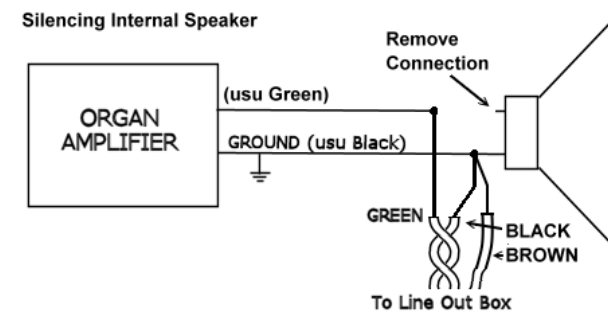 Silencing Internal Speaker
Remove
Connection
(usu Green)
ORGAN
AMPLIFIER
GROUND (usu Black)
GREEN
BLACK
BROWN
To Line Out Box